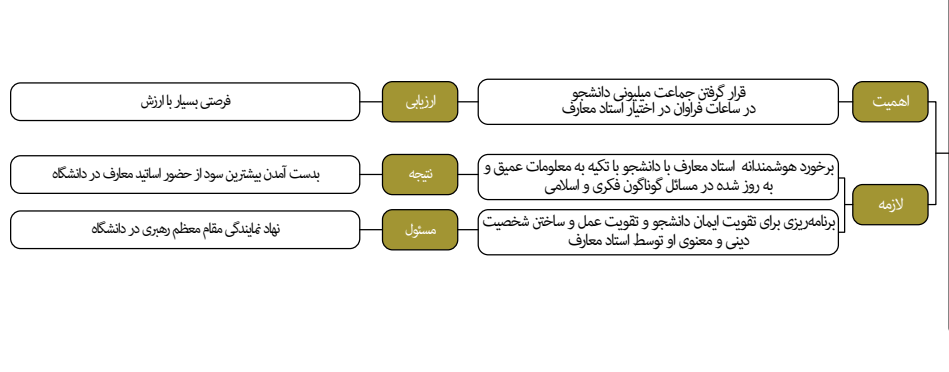 اهمیت
قرار گرفتن جماعت میلیونی دانشجو
در ساعات فراوان در اختیار استاد معارف
ارزیابی
فرصتی بسیار با ارزش
لازمه
برخورد هوشمندانه استاد معارف با دانشجو با تکیه به معلومات عمیق و
به روز شده در مسائل گوناگون فکری و اسلامی
نتیجه
بدست آمدن بیشترین سود از حضور اساتید معارف در دانشگاه
برنامه‌ریزی برای تقویت ایمان دانشجو و تقویت عمل و ساختن شخصیت
دینی و معنوی او توسط استاد معارف
مسئول
نهاد نمایندگی مقام معظم رهبری در دانشگاه